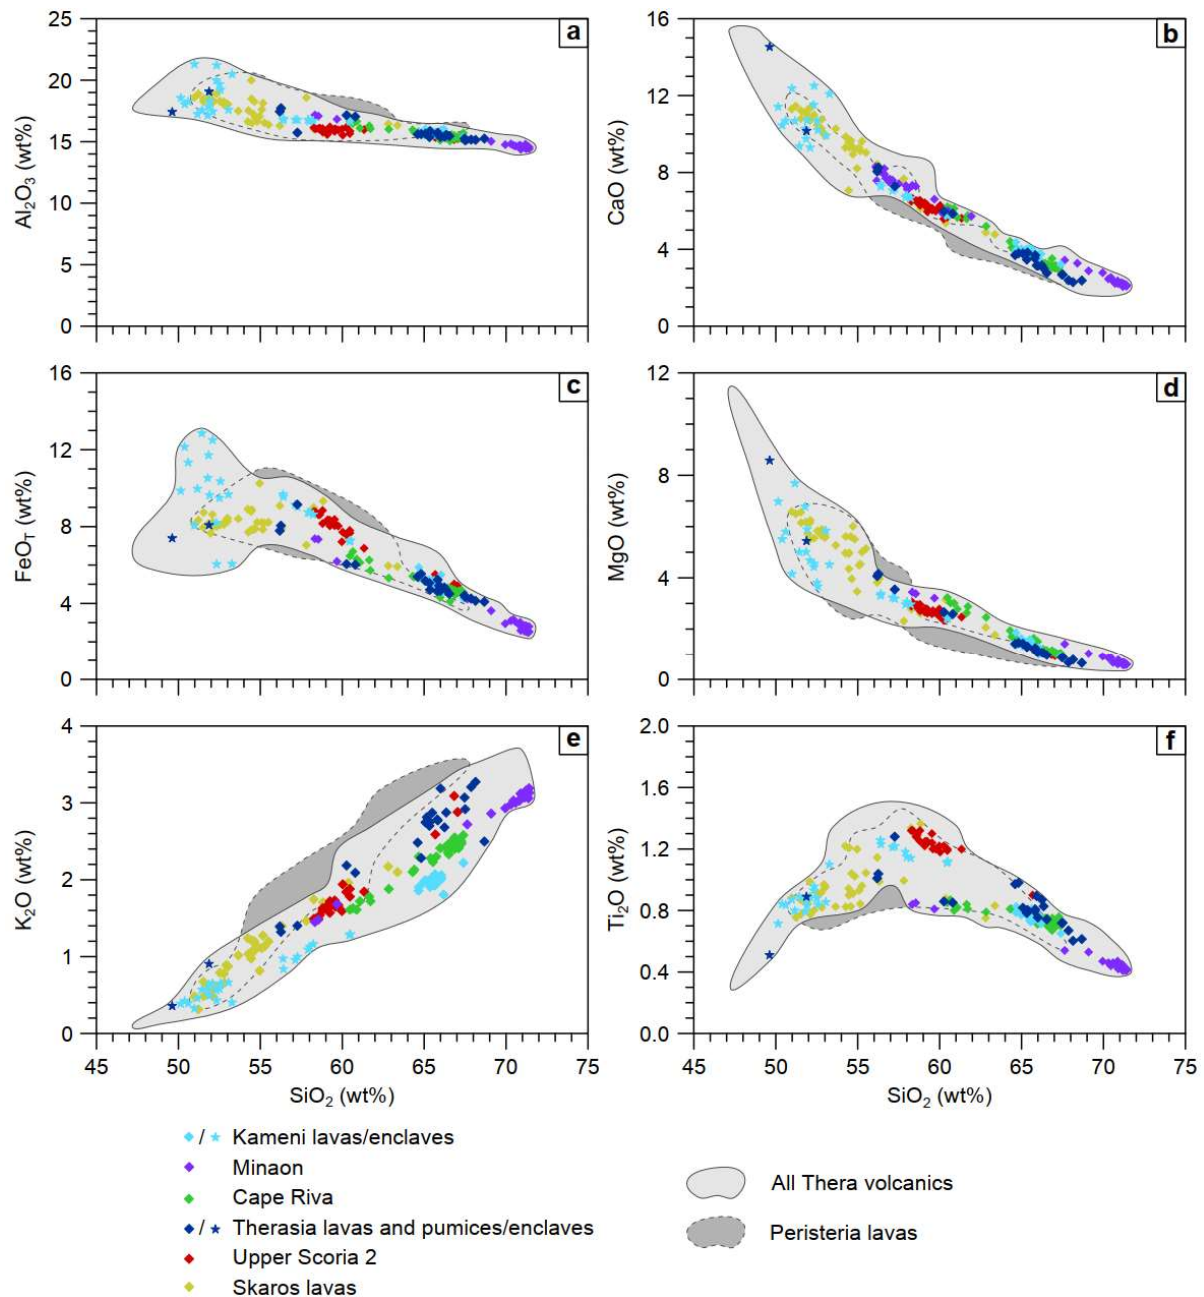 a
Al₂O₃ (wt%)
25
20
15
10
5
0
b
CaO (wt%)
16
12
8
4
0
c
FeO_T (wt%)
16
12
8
4
0
d
MgO (wt%)
12
8
4
0
e
K₂O (wt%)
4
3
2
1
0
45 50 55 60 65 70 75
SiO₂ (wt%)
f
Ti₂O (wt%)
2.0
1.6
1.2
0.8
0.4
0.0
45 50 55 60 65 70 75
SiO₂ (wt%)
/ Kameni lavas/enclaves
Minaon
Cape Riva
/ Therasia lavas and pumices/enclaves
Upper Scoria 2
Skaros lavas
All Thera volcanics
Peristeria lavas